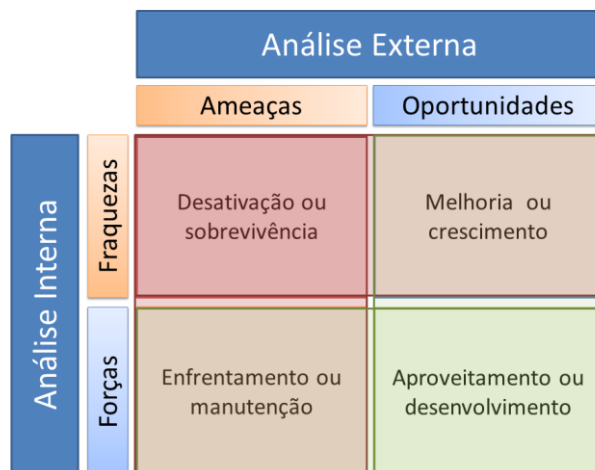 Análise Externa
Ameaças
Oportunidades
Análise Interna
Fraquezas
Desativação ou
sobrevivência
Melhoria ou
crescimento
Forças
Enfrentamento ou
manutenção
Aproveitamento ou
desenvolvimento